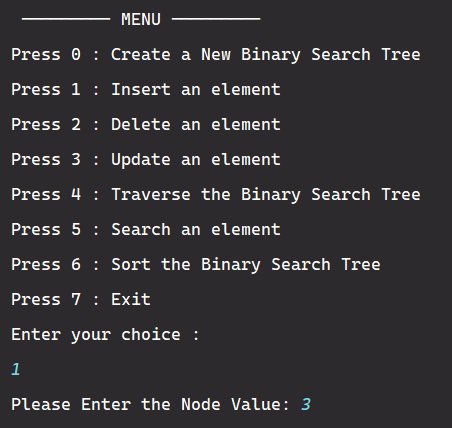 ───────── MENU ─────────
Press 0 : Create a New Binary Search Tree
Press 1 : Insert an element
Press 2 : Delete an element
Press 3 : Update an element
Press 4 : Traverse the Binary Search Tree
Press 5 : Search an element
Press 6 : Sort the Binary Search Tree
Press 7 : Exit
Enter your choice :
1
Please Enter the Node Value: 3